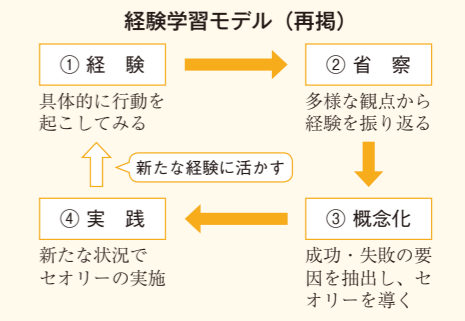 経験学習モデル（再掲）
① 経　験
具体的に行動を
起こしてみる
② 省　察
多様な観点から
経験を振り返る
新たな経験に活かす
③ 概念化
成功・失敗の要
因を抽出し、セ
オリーを導く
④ 実　践
新たな状況で
セオリーの実施